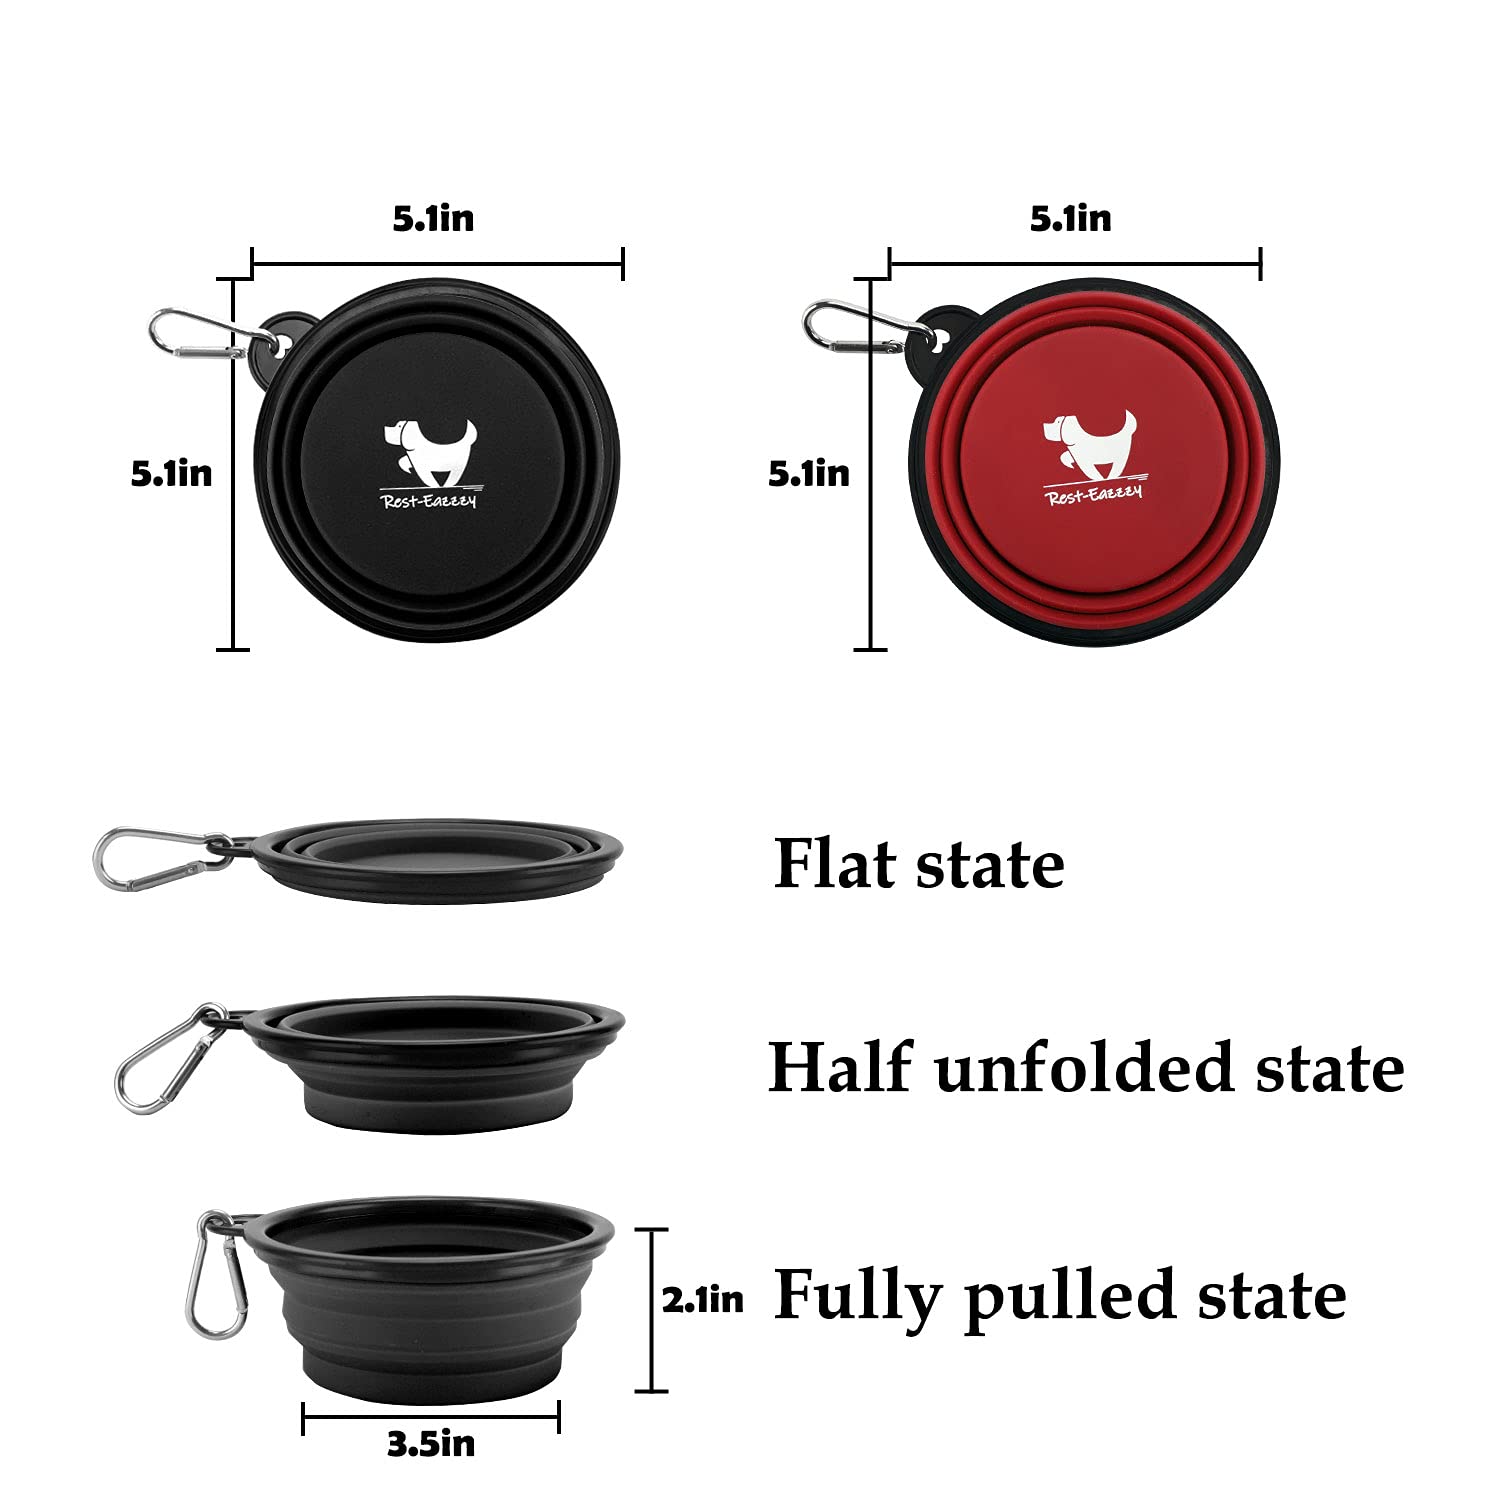 5.1in
5.1in
5.1in
5.1in
Rest-Eazzzy
Rest-Eazzzy
Flat state
Half unfolded state
2.1in
Fully pulled state
3.5in